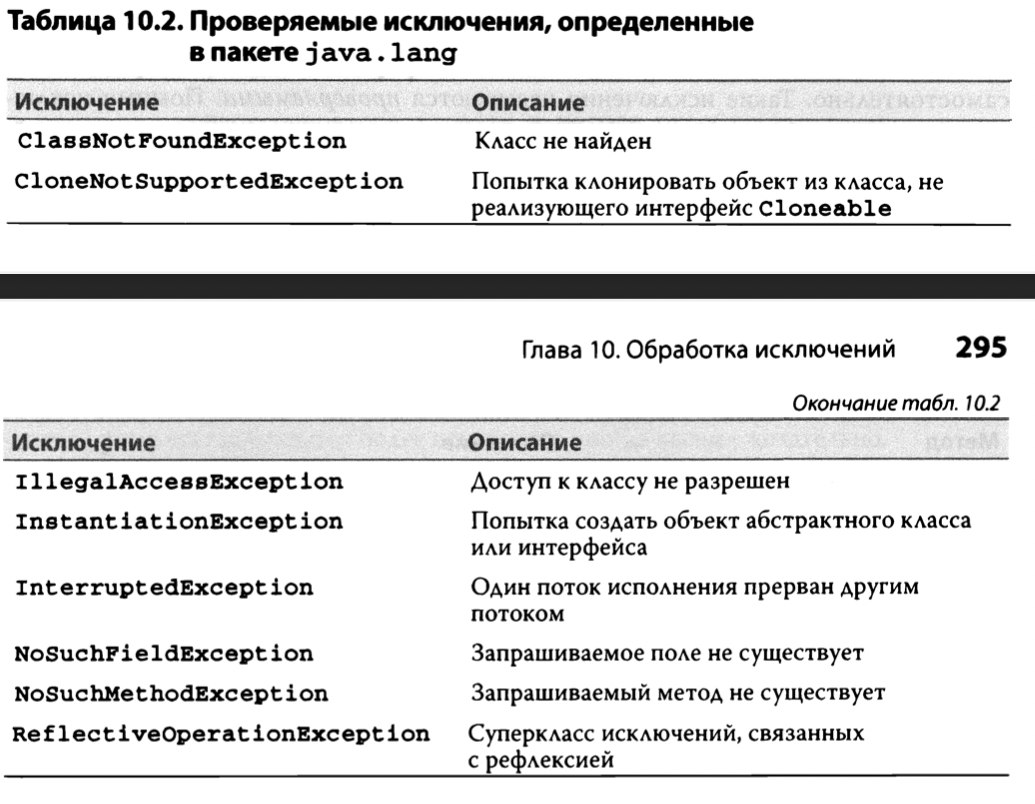 Таблица 10.2. Проверяемые исключения, определенные
в пакете java.lang
Исключение Описание
ClassNotFoundException Класс не найден
CloneNotSupportedException Попытка клонировать объект из класса, не
реализующего интерфейс Cloneable
Глава 10. Обработка исключений 295
Окончание табл. 10.2
Исключение Описание
IllegalAccessException Доступ к классу не разрешен
InstantiationException Попытка создать объект абстрактного класса
или интерфейса
InterruptedException Один поток исполнения прерван другим
потоком
NoSuchFieldException Запрашиваемое поле не существует
NoSuchMethodException Запрашиваемый метод не существует
ReflectiveOperationException Суперкласс исключений, связанных
с рефлексией